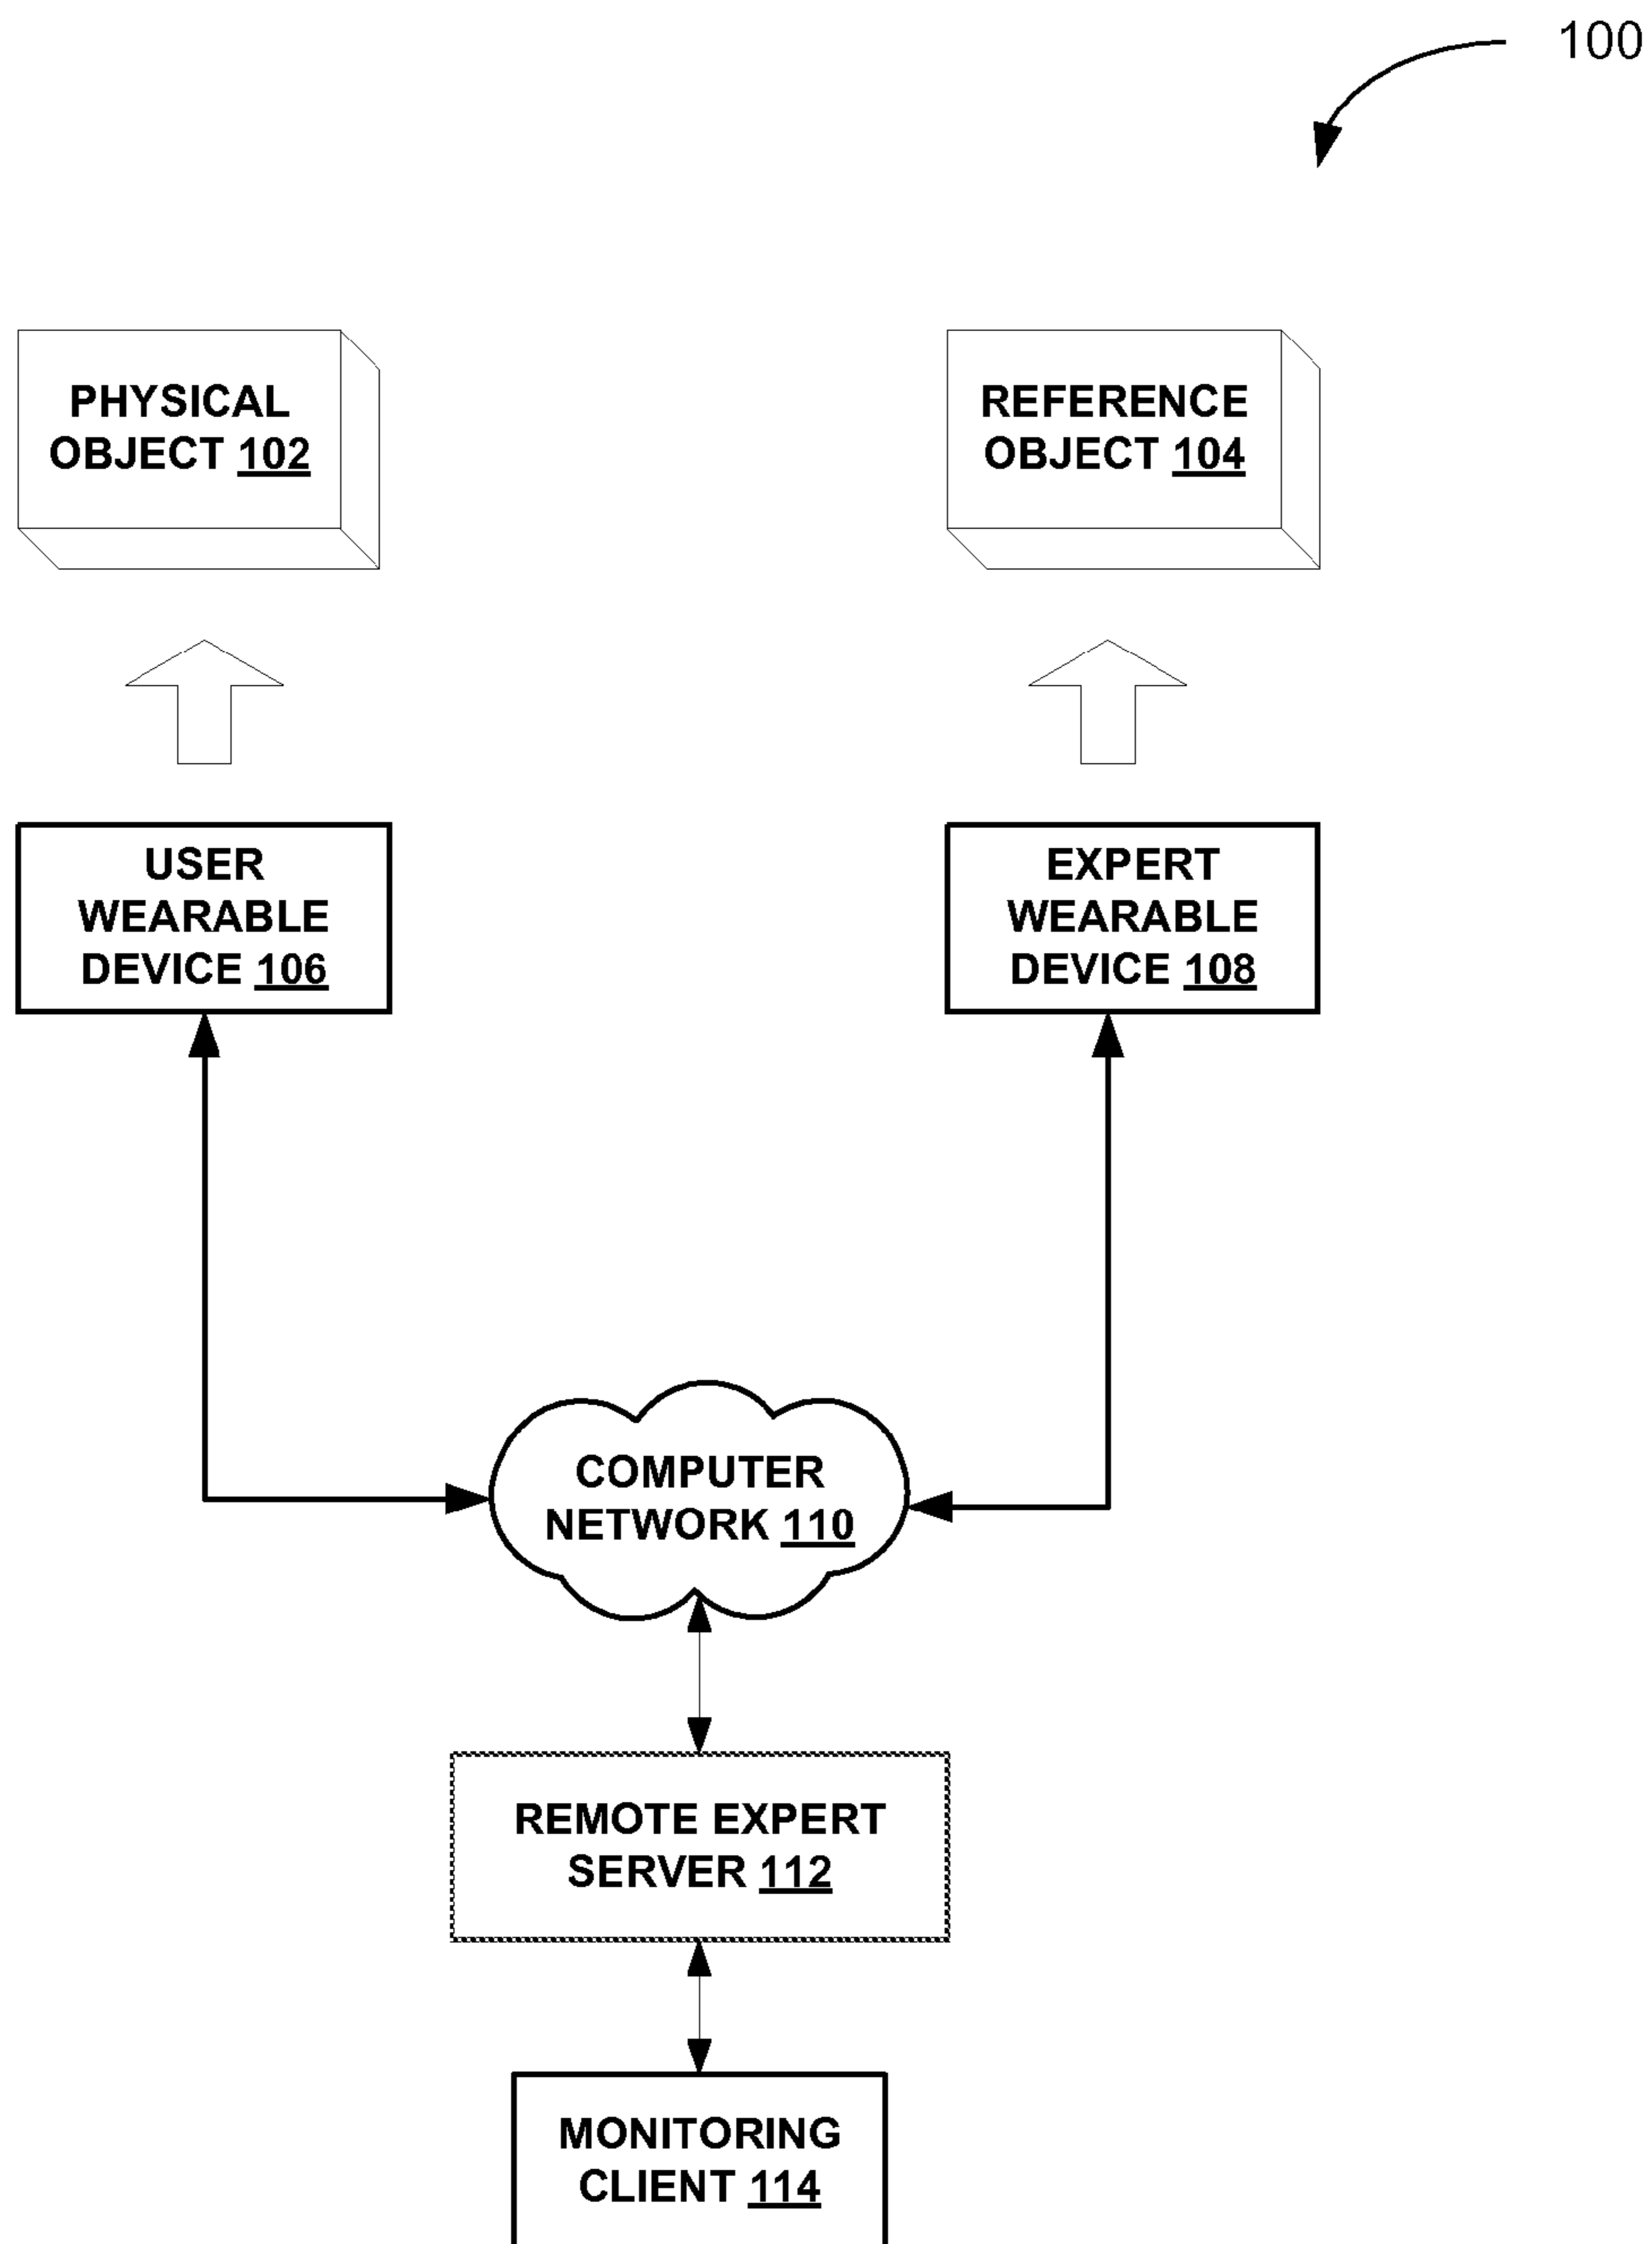 100
PHYSICAL
OBJECT 102
REFERENCE
OBJECT 104
USER
WEARABLE
DEVICE 106
EXPERT
WEARABLE
DEVICE 108
COMPUTER
NETWORK 110
REMOTE EXPERT
SERVER 112
MONITORING
CLIENT 114